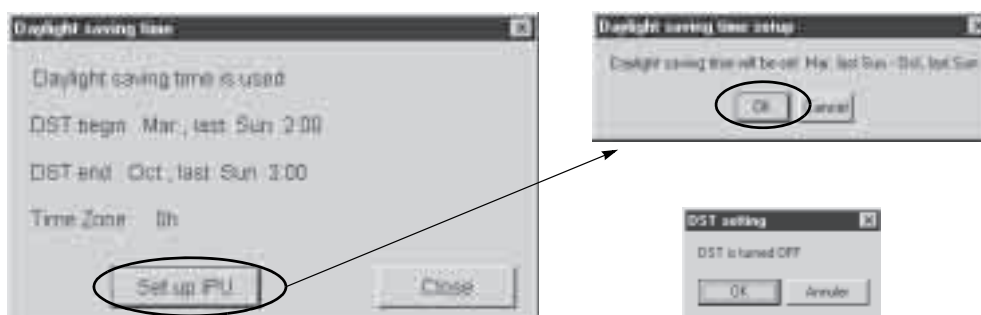 Daylight saving time
Daylight saving time is used
DST begin Mar, last Sun 2:00
DST end Oct, last Sun 3:00
Time Zone 0h
Set up IPU
Close
Daylight saving time setup
Daylight saving time will be set Mar, last Sun - Oct, last Sun
OK Cancel
DST setting
DST is turned OFF
OK Annuler